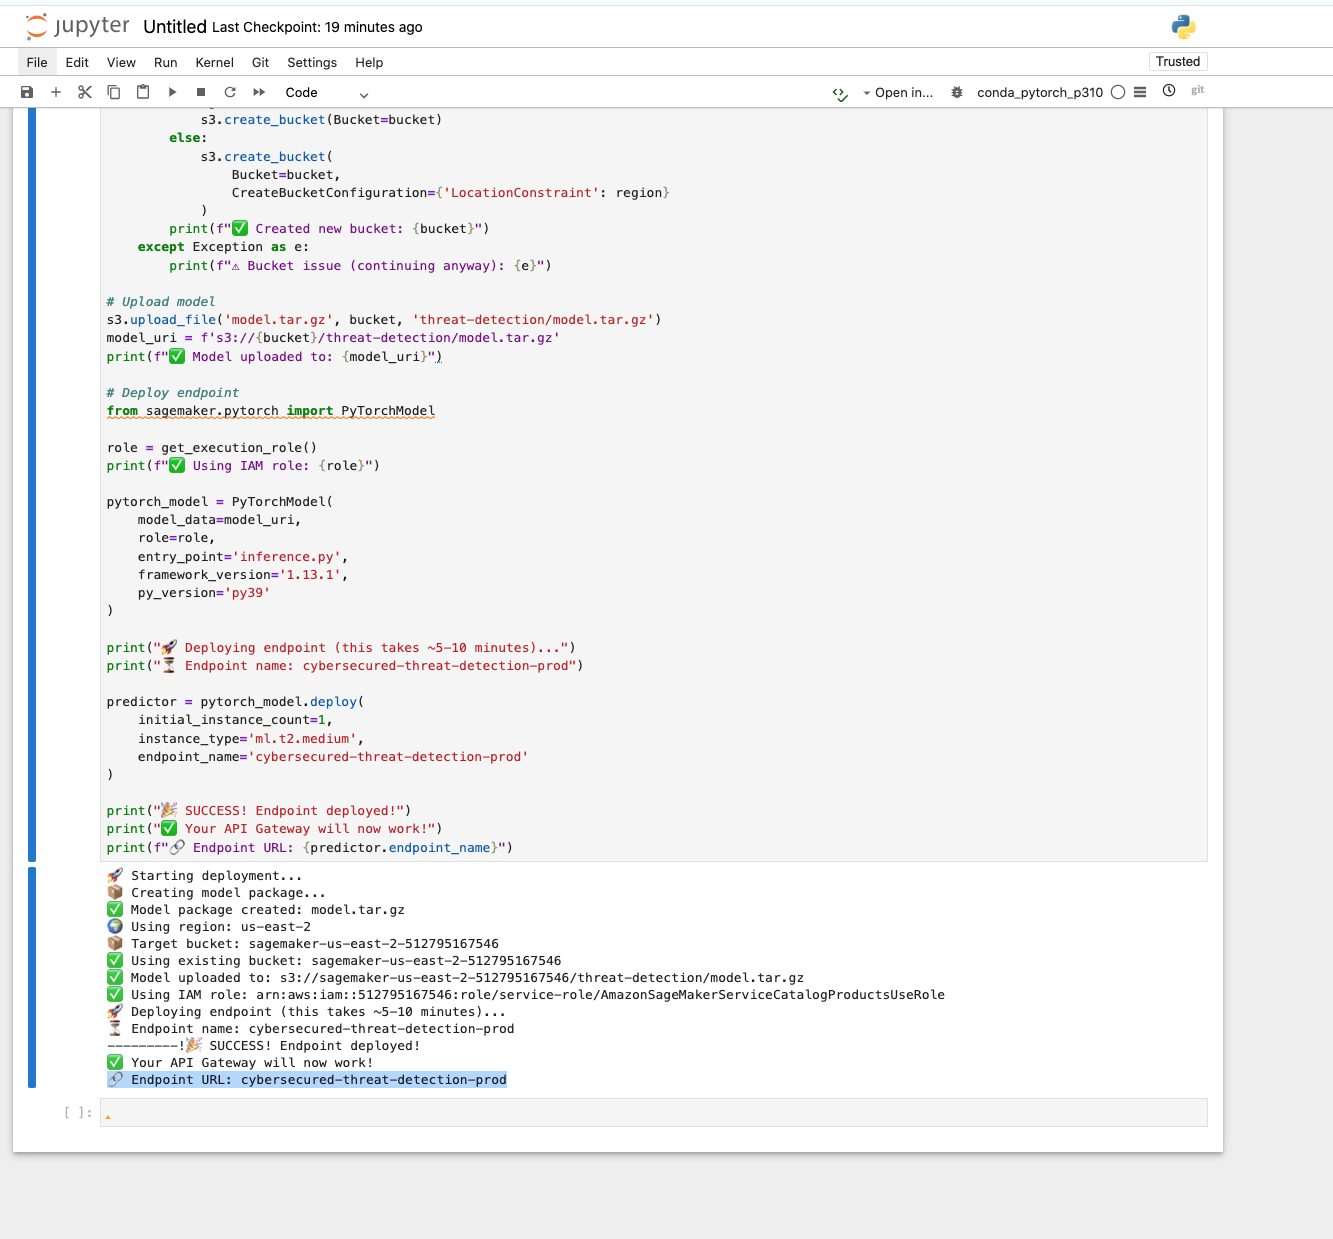 jupyter Untitled Last Checkpoint: 19 minutes ago
File Edit View Run Kernel Git Settings Help Trusted
Code Open in... conda_pytorch_p310 git
s3.create_bucket(Bucket=bucket)
else:
s3.create_bucket(
Bucket=bucket,
CreateBucketConfiguration={'LocationConstraint': region}
)
print(f"✅ Created new bucket: {bucket}")
except Exception as e:
print(f"⚠ Bucket issue (continuing anyway): {e}")
# Upload model
s3.upload_file('model.tar.gz', bucket, 'threat-detection/model.tar.gz')
model_uri = f's3://{bucket}/threat-detection/model.tar.gz'
print(f"✅ Model uploaded to: {model_uri}")
# Deploy endpoint
from sagemaker.pytorch import PyTorchModel
role = get_execution_role()
print(f"✅ Using IAM role: {role}")
pytorch_model = PyTorchModel(
model_data=model_uri,
role=role,
entry_point='inference.py',
framework_version='1.13.1',
py_version='py39'
)
print("🚀 Deploying endpoint (this takes ~5-10 minutes)...")
print("⏳ Endpoint name: cybersecured-threat-detection-prod")
predictor = pytorch_model.deploy(
initial_instance_count=1,
instance_type='ml.t2.medium',
endpoint_name='cybersecured-threat-detection-prod'
)
print("🎉 SUCCESS! Endpoint deployed!")
print("✅ Your API Gateway will now work!")
print(f"🔗 Endpoint URL: {predictor.endpoint_name}")
🚀 Starting deployment...
📦 Creating model package...
✅ Model package created: model.tar.gz
🌍 Using region: us-east-2
📦 Target bucket: sagemaker-us-east-2-512795167546
✅ Using existing bucket: sagemaker-us-east-2-512795167546
✅ Model uploaded to: s3://sagemaker-us-east-2-512795167546/threat-detection/model.tar.gz
✅ Using IAM role: arn:aws:iam::512795167546:role/service-role/AmazonSageMakerServiceCatalogProductsUseRole
🚀 Deploying endpoint (this takes ~5-10 minutes)...
⏳ Endpoint name: cybersecured-threat-detection-prod
---------!🎉 SUCCESS! Endpoint deployed!
✅ Your API Gateway will now work!
🔗 Endpoint URL: cybersecured-threat-detection-prod
[ ]: